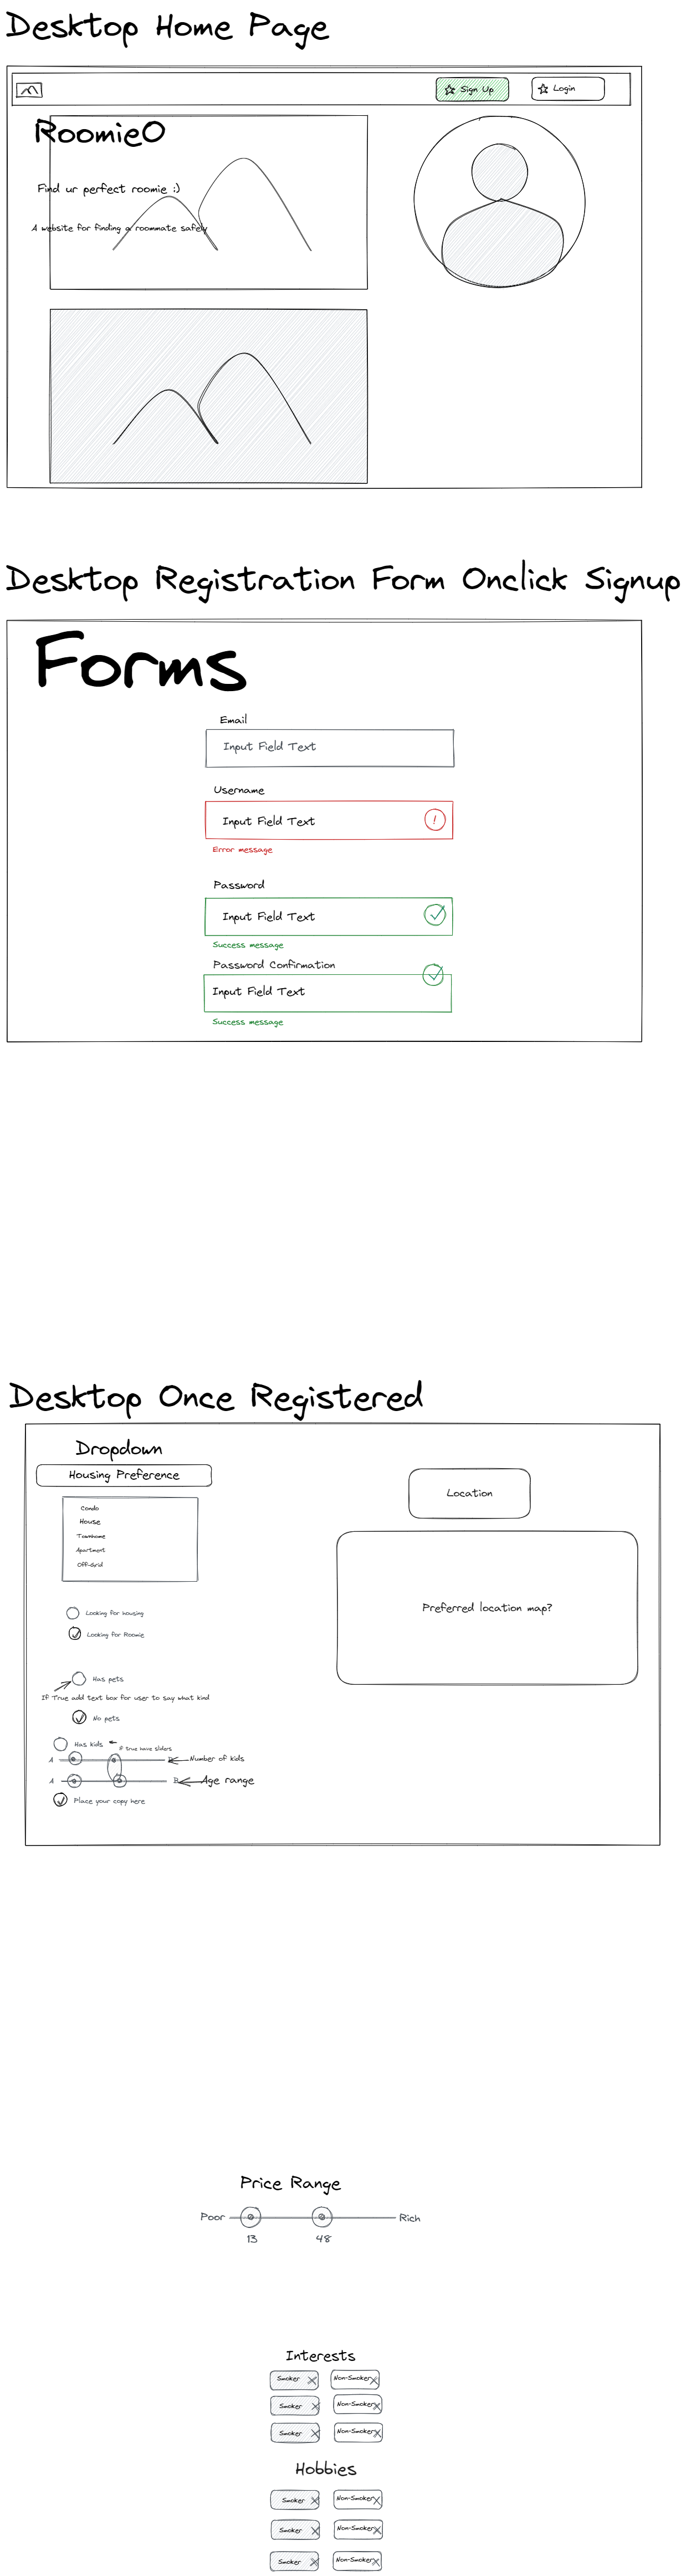 Desktop Home Page
Sign Up
Login
RoomieO
Find ur perfect roomie :)
A website for finding a roommate safely
Desktop Registration Form Onclick Signup
Forms
Email
Input Field Text
Username
Input Field Text
!
Error message
Password
Input Field Text
Success message
Password Confirmation
Input Field Text
Success message
Desktop Once Registered
Dropdown
Housing Preference
Condo
House
Townhome
Apartment
Off-Grid
Location
Preferred location map?
Looking for housing
Looking for Roomie
Has pets
If True add text box for user to say what kind
No pets
Has kids
if true have sliders
A B Number of kids
A B Age range
Place your copy here
Price Range
Poor Rich
13 48
Interests
Smoker Non-Smoker
Smoker Non-Smoker
Smoker Non-Smoker
Hobbies
Smoker Non-Smoker
Smoker Non-Smoker
Smoker Non-Smoker